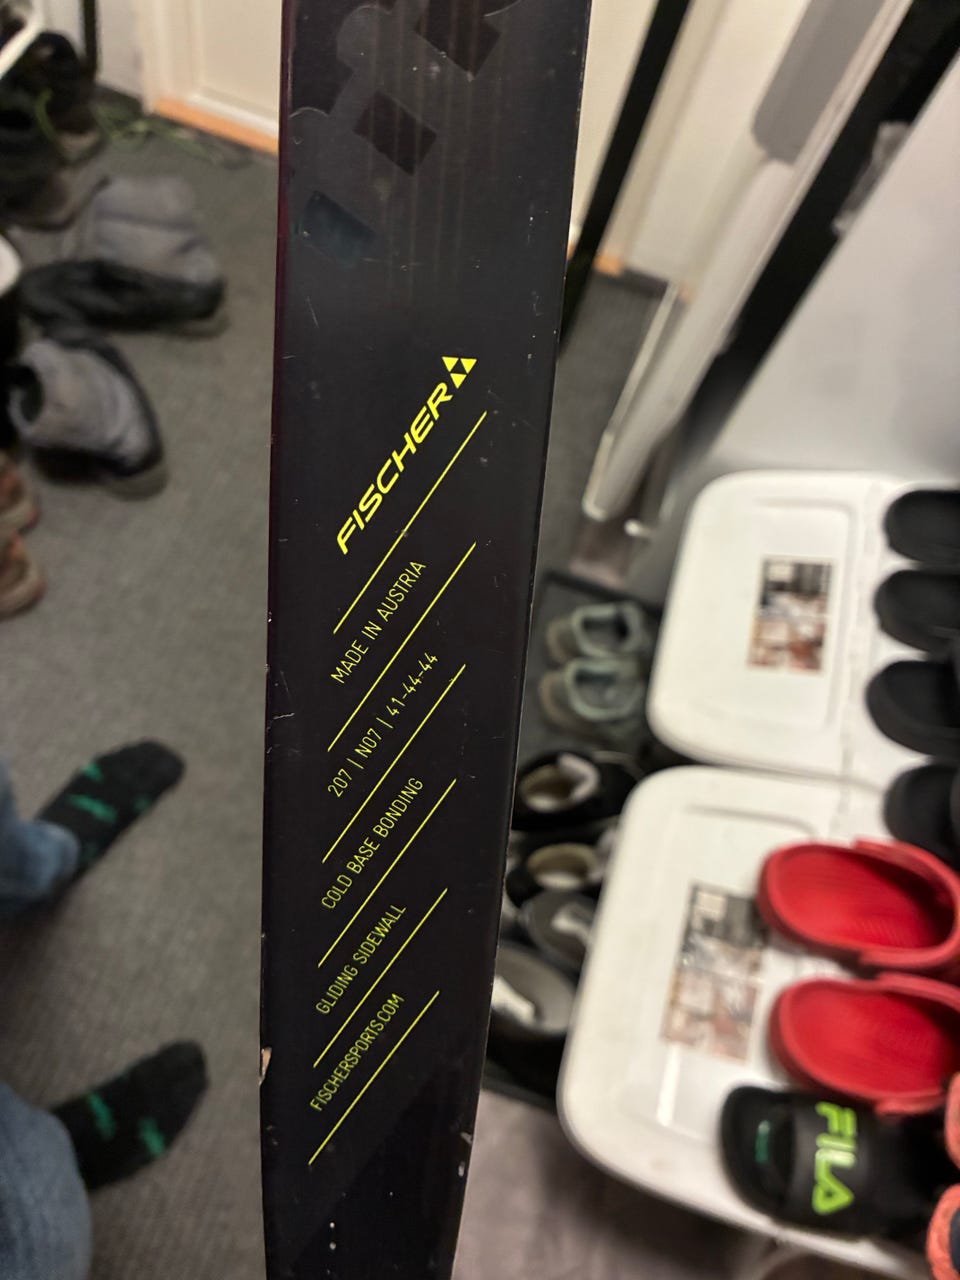 FISCHER
MADE IN AUSTRIA
207 | N07 | 41-44-44
COLD BASE BONDING
GLIDING SIDEWALL
FISCHERSPORTS.COM
FILA